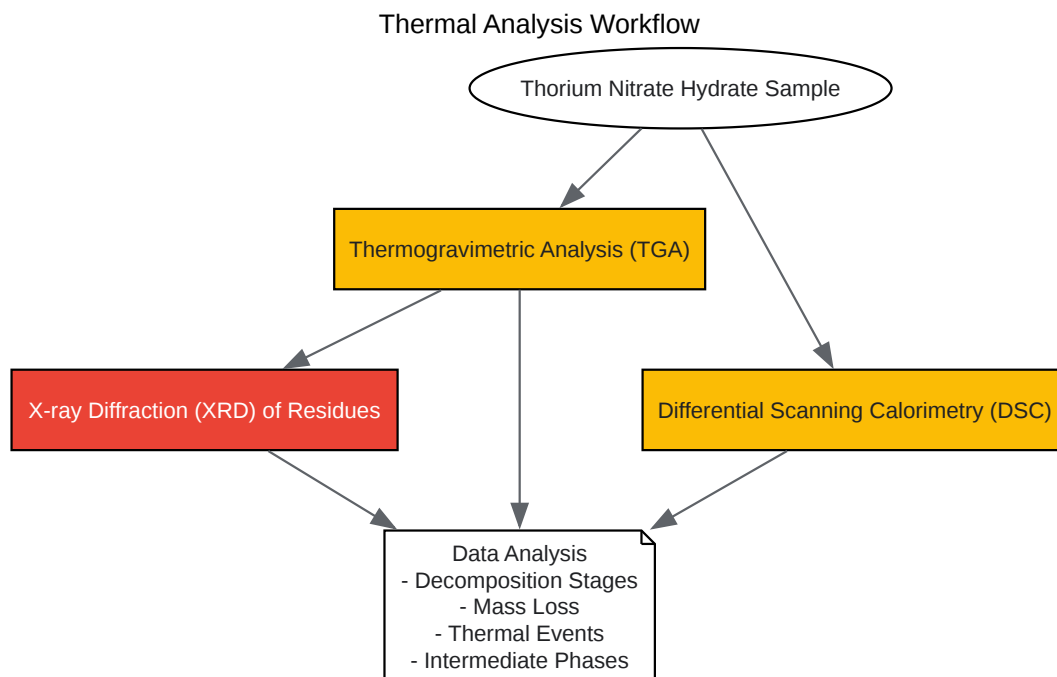 Thermal Analysis Workflow
Thorium Nitrate Hydrate Sample
Thermogravimetric Analysis (TGA)
X-ray Diffraction (XRD) of Residues
Differential Scanning Calorimetry (DSC)
Data Analysis
- Decomposition Stages
- Mass Loss
- Thermal Events
- Intermediate Phases